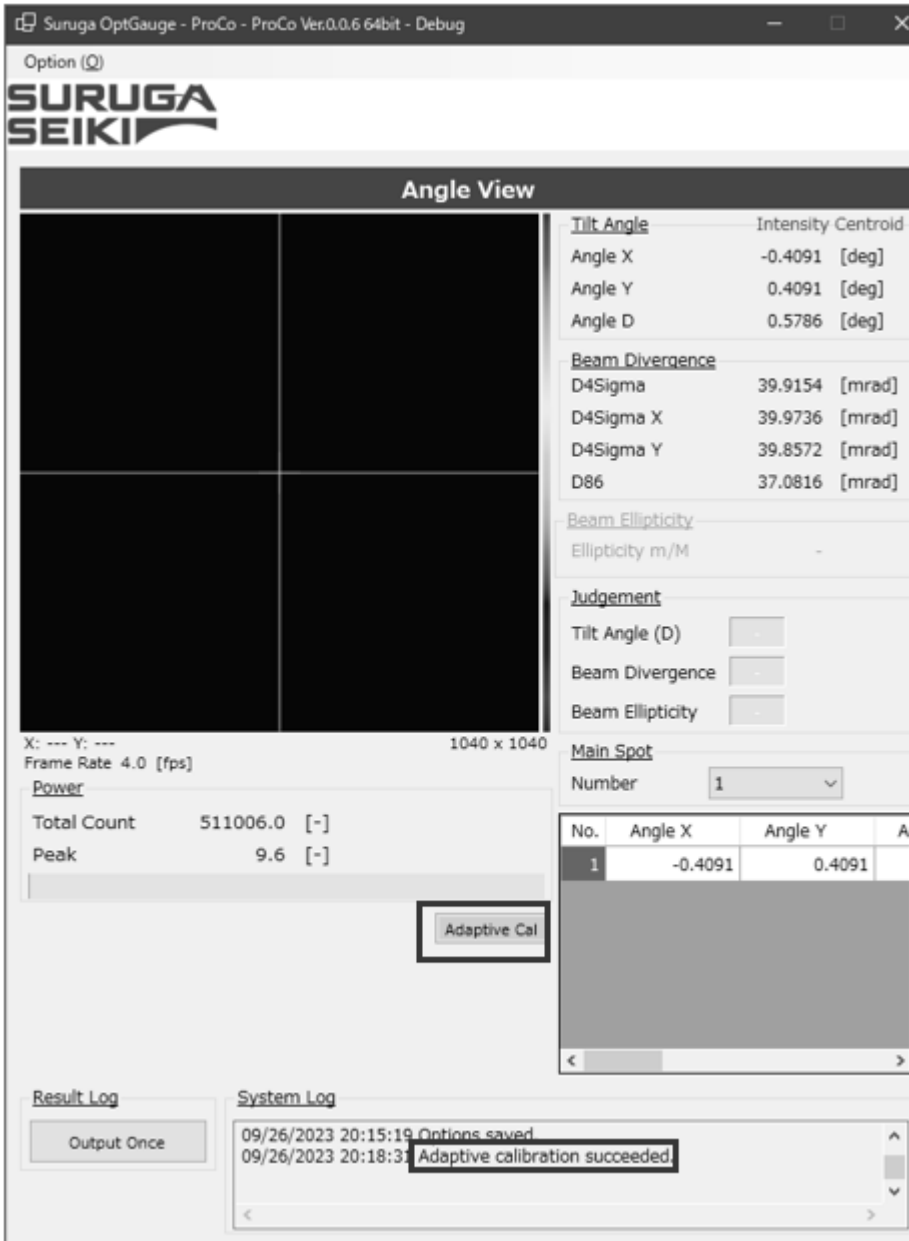 Suruga OptGauge - ProCo - ProCo Ver.0.0.6 64bit - Debug
Option (O)
SURUGA
SEIKI
Angle View
Tilt Angle Intensity Centroid
Angle X -0.4091 [deg]
Angle Y 0.4091 [deg]
Angle D 0.5786 [deg]
Beam Divergence
D4Sigma 39.9154 [mrad]
D4Sigma X 39.9736 [mrad]
D4Sigma Y 39.8572 [mrad]
D86 37.0816 [mrad]
Beam Ellipticity
Ellipticity m/M -
Judgement
Tilt Angle (D) -
Beam Divergence -
Beam Ellipticity -
X: --- Y: --- 1040 x 1040
Frame Rate 4.0 [fps]
Main Spot
Number 1
Power
Total Count 511006.0 [-]
Peak 9.6 [-]
No. Angle X Angle Y A
1 -0.4091 0.4091
Adaptive Cal
Result Log
Output Once
System Log
09/26/2023 20:15:19 Options saved.
09/26/2023 20:18:31 Adaptive calibration succeeded.